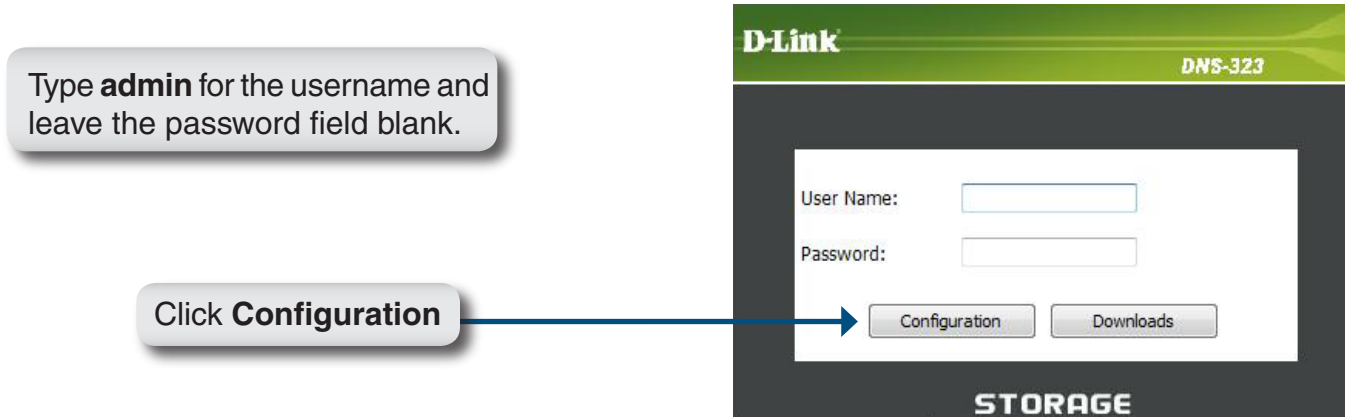 D-Link
DNS-323
Type admin for the username and
leave the password field blank.
User Name:
Password:
Click Configuration
Configuration Downloads
STORAGE